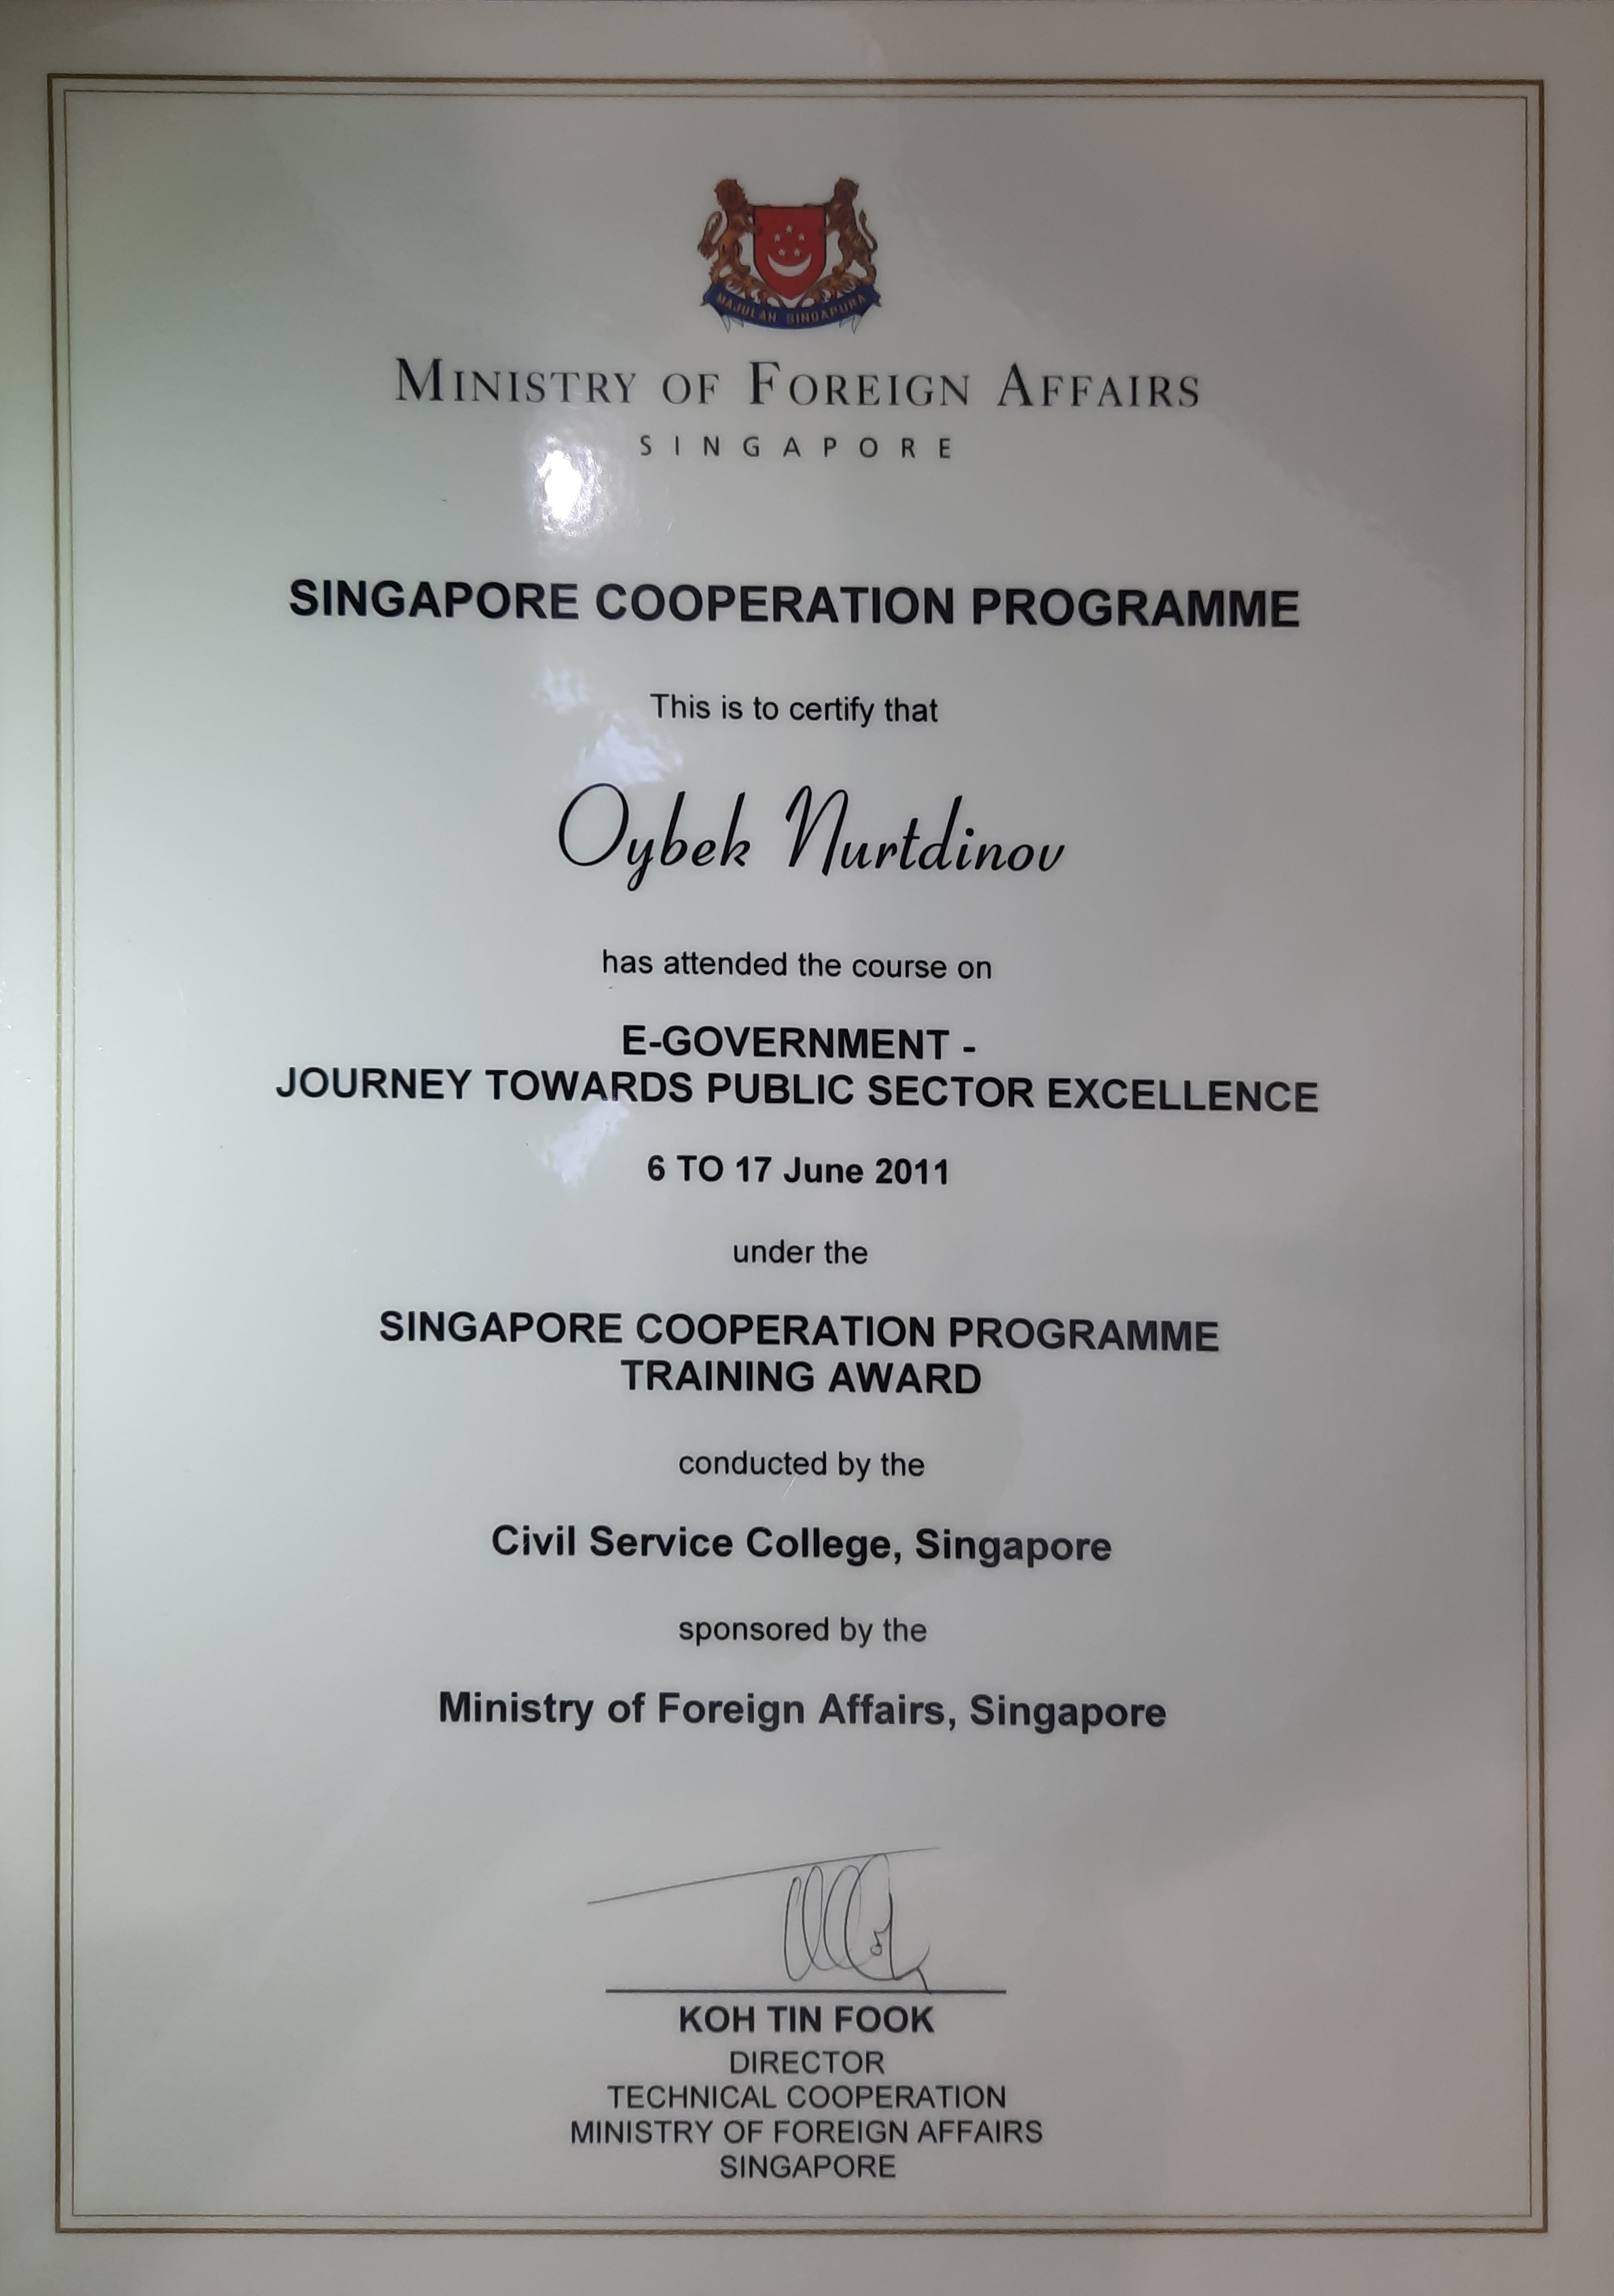 MAJULAH SINGAPURA
MINISTRY OF FOREIGN AFFAIRS
SINGAPORE
SINGAPORE COOPERATION PROGRAMME
This is to certify that
Oybek Nurtdinov
has attended the course on
E-GOVERNMENT -
JOURNEY TOWARDS PUBLIC SECTOR EXCELLENCE
6 TO 17 June 2011
under the
SINGAPORE COOPERATION PROGRAMME
TRAINING AWARD
conducted by the
Civil Service College, Singapore
sponsored by the
Ministry of Foreign Affairs, Singapore
KOH TIN FOOK
DIRECTOR
TECHNICAL COOPERATION
MINISTRY OF FOREIGN AFFAIRS
SINGAPORE